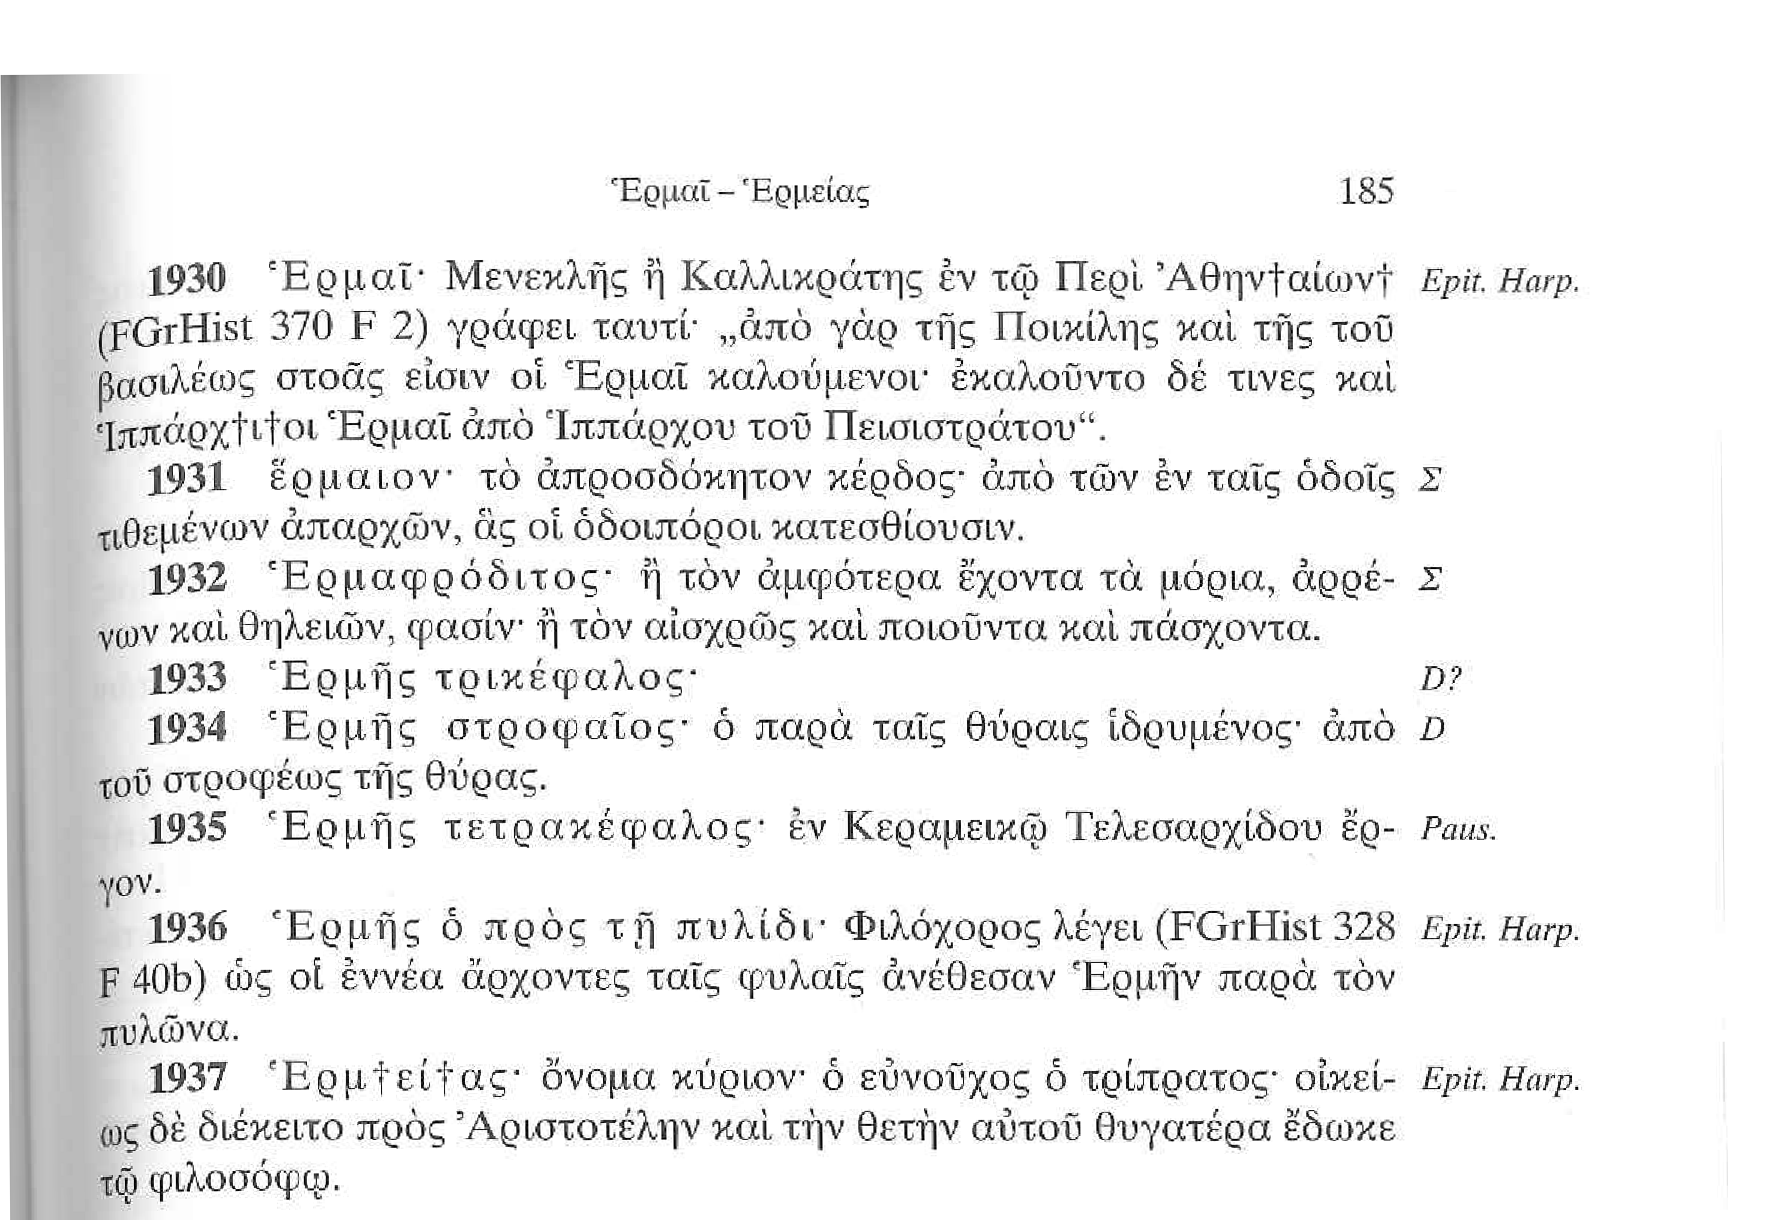 Ἑρμαῖ – Ἑρμείας 185
1930 Ἑρμαῖ· Μενεκλῆς ἢ Καλλικράτης ἐν τῷ Περὶ Ἀθην†αίων† Epit. Harp.
(FGrHist 370 F 2) γράφει ταυτί· „ἀπὸ γὰρ τῆς Ποικίλης καὶ τῆς τοῦ
βασιλέως στοᾶς εἰσιν οἱ Ἑρμαῖ καλούμενοι· ἐκαλοῦντο δέ τινες καὶ
Ἱππάρχ†ι†οι Ἑρμαῖ ἀπὸ Ἱππάρχου τοῦ Πεισιστράτου“.
1931 ἕρμαιον· τὸ ἀπροσδόκητον κέρδος· ἀπὸ τῶν ἐν ταῖς ὁδοῖς Σ
τιθεμένων ἀπαρχῶν, ἃς οἱ ὁδοιπόροι κατεσθίουσιν.
1932 Ἑρμαφρόδιτος· ἢ τὸν ἀμφότερα ἔχοντα τὰ μόρια, ἀρρέ- Σ
νων καὶ θηλειῶν, φασίν· ἢ τὸν αἰσχρῶς καὶ ποιοῦντα καὶ πάσχοντα.
1933 Ἑρμῆς τρικέφαλος· D?
1934 Ἑρμῆς στροφαῖος· ὁ παρὰ ταῖς θύραις ἱδρυμένος· ἀπὸ D
τοῦ στροφέως τῆς θύρας.
1935 Ἑρμῆς τετρακέφαλος· ἐν Κεραμεικῷ Τελεσαρχίδου ἔρ- Paus.
γον.
1936 Ἑρμῆς ὁ πρὸς τῇ πυλίδι· Φιλόχορος λέγει (FGrHist 328 Epit. Harp.
F 40b) ὡς οἱ ἐννέα ἄρχοντες ταῖς φυλαῖς ἀνέθεσαν Ἑρμῆν παρὰ τὸν
πυλῶνα.
1937 Ἑρμ†εί†ας· ὄνομα κύριον· ὁ εὐνοῦχος ὁ τρίπρατος· οἰκεί- Epit. Harp.
ως δὲ διέκειτο πρὸς Ἀριστοτέλην καὶ τὴν θετὴν αὐτοῦ θυγατέρα ἔδωκε
τῷ φιλοσόφῳ.